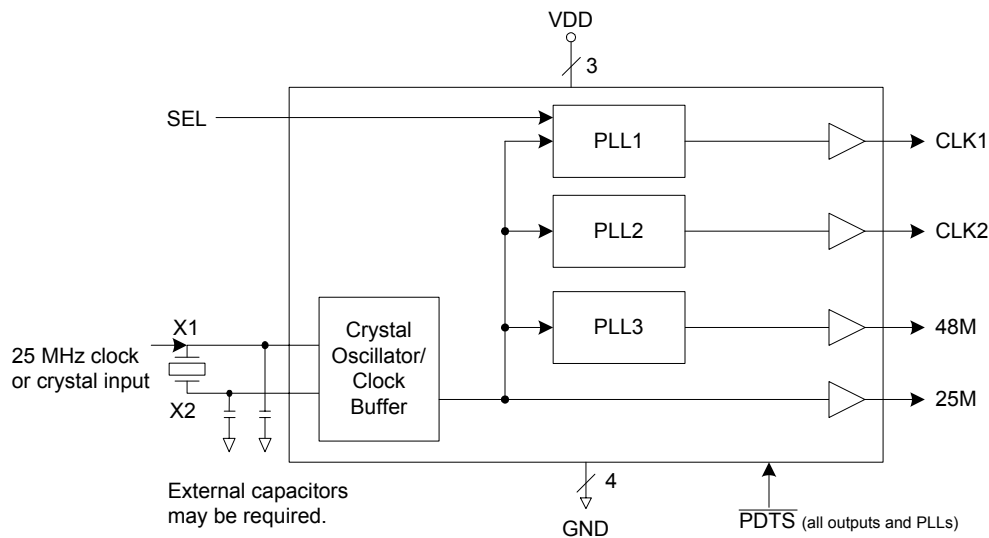 VDD
3
SEL
PLL1
CLK1
PLL2
CLK2
PLL3
48M
X1
25 MHz clock
or crystal input
X2
Crystal
Oscillator/
Clock
Buffer
25M
External capacitors
may be required.
4
GND
PDTS (all outputs and PLLs)